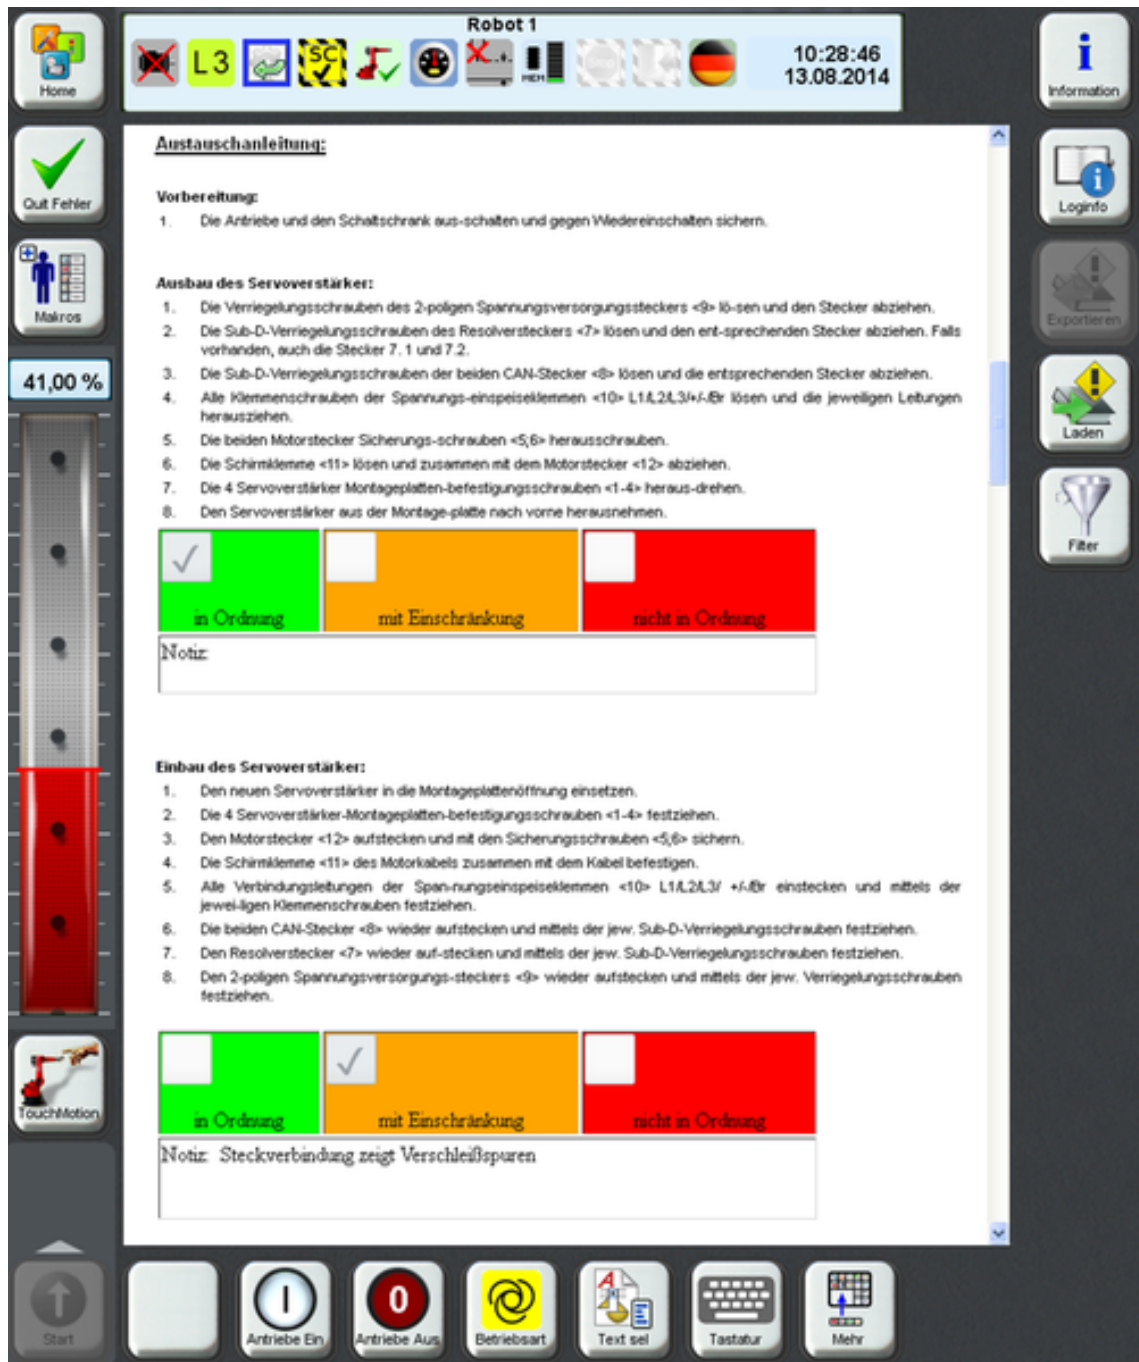 Robot 1
L3
SC
MEM
Stop
10:28:46
13.08.2014
Home
Information
Quit Fehler
Loginfo
Makros
Exportieren
41,00 %
Laden
Filter
Austauschanleitung:
Vorbereitung:
1. Die Antriebe und den Schaltschrank aus-schalten und gegen Wiedereinschalten sichern.
Ausbau des Servoverstärker:
1. Die Verriegelungsschrauben des 2-poligen Spannungsversorgungssteckers <9> lö-sen und den Stecker abziehen.
2. Die Sub-D-Verriegelungsschrauben des Resolversteckers <7> lösen und den ent-sprechenden Stecker abziehen. Falls
vorhanden, auch die Stecker 7.1 und 7.2.
3. Die Sub-D-Verriegelungsschrauben der beiden CAN-Stecker <8> lösen und die entsprechenden Stecker abziehen.
4. Alle Klemmenschrauben der Spannungs-einspeiseklemmen <10> L1/L2/L3/+/-/Br lösen und die jeweiligen Leitungen
herausziehen.
5. Die beiden Motorstecker Sicherungs-schrauben <5;6> herausschrauben.
6. Die Schirmklemme <11> lösen und zusammen mit dem Motorstecker <12> abziehen.
7. Die 4 Servoverstärker Montageplatten-befestigungsschrauben <1-4> heraus-drehen.
8. Den Servoverstärker aus der Montage-platte nach vorne herausnehmen.
in Ordnung mit Einschränkung nicht in Ordnung
Notiz:
Einbau des Servoverstärker:
1. Den neuen Servoverstärker in die Montageplattenöffnung einsetzen.
2. Die 4 Servoverstärker-Montageplatten-befestigungsschrauben <1-4> festziehen.
3. Den Motorstecker <12> aufstecken und mit den Sicherungsschrauben <5;6> sichern.
4. Die Schirmklemme <11> des Motorkabels zusammen mit dem Kabel befestigen.
5. Alle Verbindungsleitungen der Span-nungseinspeiseklemmen <10> L1/L2/L3/ +/-/Br einstecken und mittels der
jewei-ligen Klemmenschrauben festziehen.
6. Die beiden CAN-Stecker <8> wieder auf-stecken und mittels der jew. Sub-D-Verriegelungsschrauben festziehen.
7. Den Resolverstecker <7> wieder auf-stecken und mittels der jew. Sub-D-Verriegelungsschrauben festziehen.
8. Den 2-poligen Spannungsversorgungs-steckers <9> wieder aufstecken und mittels der jew. Verriegelungsschrauben
festziehen.
in Ordnung mit Einschränkung nicht in Ordnung
Notiz: Steckverbindung zeigt Verschleißspuren
TouchMotion
Start
Antriebe Ein
0
Antriebe Aus
Betriebsart
Text sel
Tastatur
Mehr